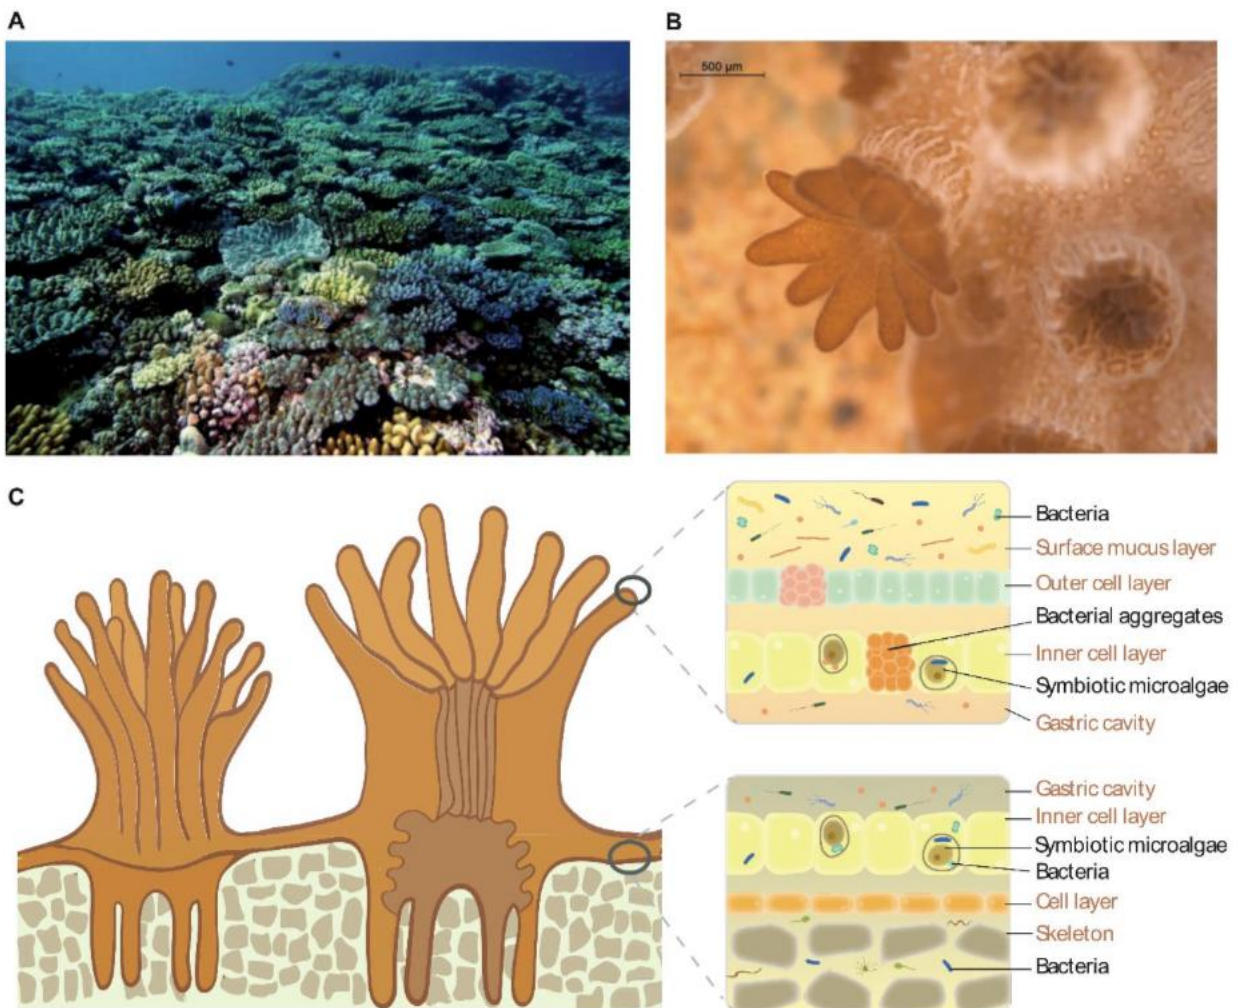 A
B
500 µm
C
Bacteria
Surface mucus layer
Outer cell layer
Bacterial aggregates
Inner cell layer
Symbiotic microalgae
Gastric cavity
Gastric cavity
Inner cell layer
Symbiotic microalgae
Bacteria
Cell layer
Skeleton
Bacteria